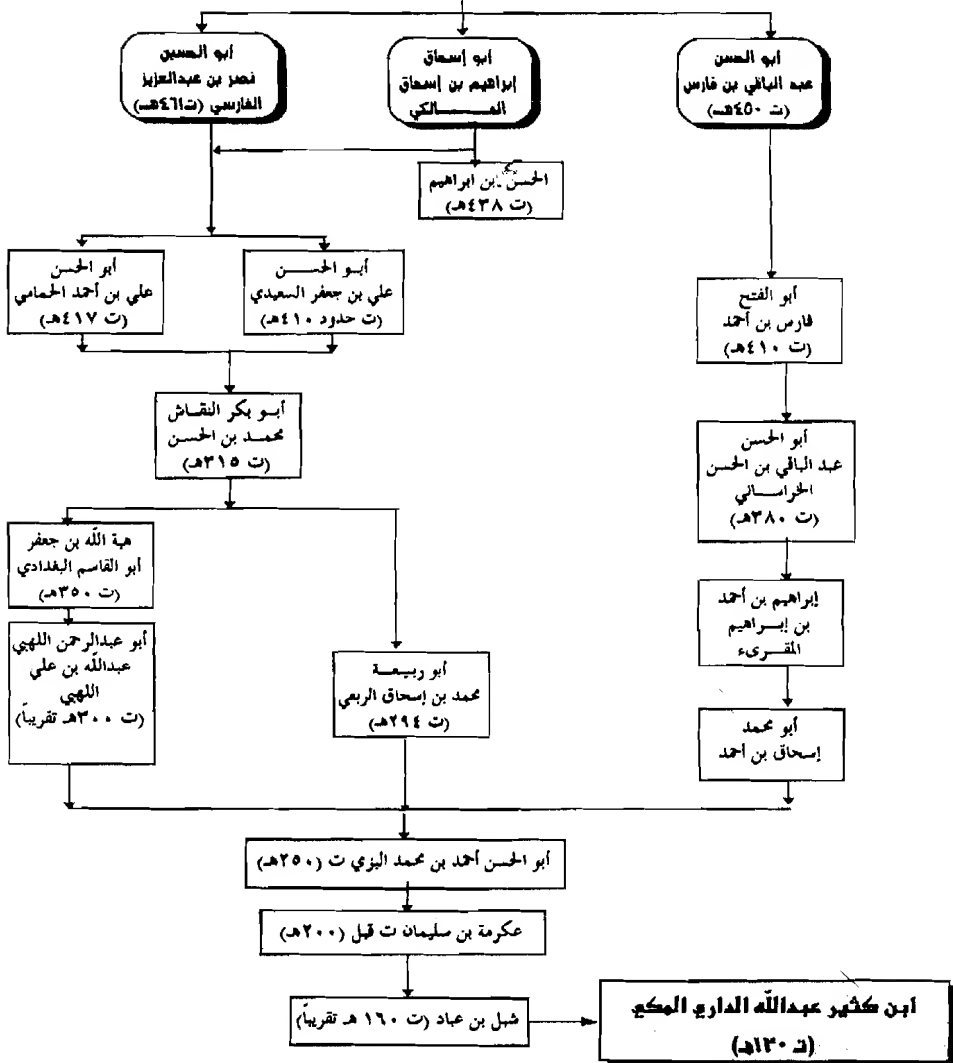 أبو الحسن
عبد الباقي بن فارس
(ت ٤٥٠هـ)
أبو إسحاق
إبراهيم بن إسحاق
المالكي
أبو الحسين
نصر بن عبدالعزيز
الفارسي (ت٤٦١هـ)
الحسن بن ابراهيم
(ت ٤٣٨هـ)
أبو الحسن
علي بن جعفر السعيدي
(ت حدود ٤١٠هـ)
أبو الحسن
علي بن أحمد الحمامي
(ت ٤١٧هـ)
أبو الفتح
فارس بن أحمد
(ت ٤١٠هـ)
أبو بكر النقاش
محمد بن الحسن
(ت ٣١٥هـ)
أبو الحسن
عبد الباقي بن الحسن
الخراساني
(ت ٣٨٠هـ)
هبة الله بن جعفر
أبو القاسم البغدادي
(ت ٣٥٠هـ)
إبراهيم بن أحمد
بن إبراهيم
المقرىء
أبو عبدالرحمن اللهبي
عبدالله بن علي
اللهبي
(ت ٣٠٠هـ تقريباً)
أبو ربيعة
محمد بن إسحاق الربعي
(ت ٢٩٤هـ)
أبو محمد
إسحاق بن أحمد
أبو الحسن أحمد بن محمد البزي ت (٢٥٠هـ)
عكرمة بن سليمان ت قبل (٢٠٠هـ)
شبل بن عباد (ت ١٦٠ هـ تقريباً)
ابن كثير عبدالله الداري المكي
(ت ١٢٠هـ)